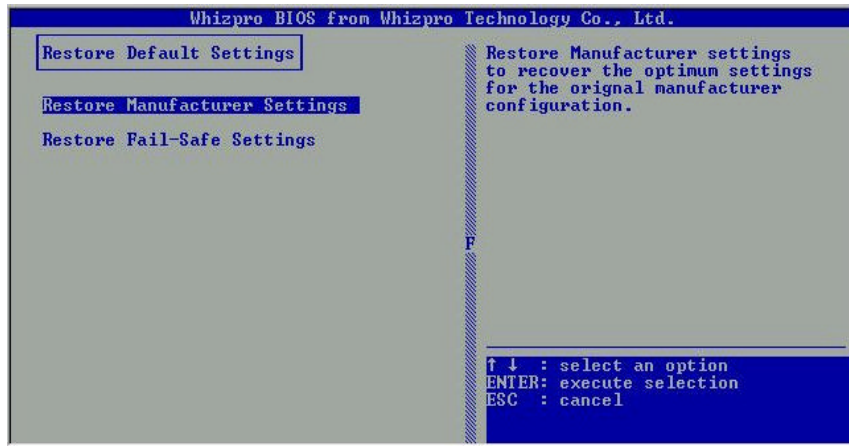 Whizpro BIOS from Whizpro Technology Co., Ltd.
Restore Default Settings
Restore Manufacturer Settings
Restore Fail-Safe Settings
Restore Manufacturer settings
to recover the optimum settings
for the orignal manufacturer
configuration.
F
↑ ↓ : select an option
ENTER: execute selection
ESC : cancel